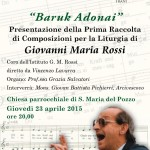 "Baruk Adonai"
Presentazione della Prima Raccolta
di Composizioni per la Liturgia di
Giovanni Maria Rossi
Coro dell'Istituto G. M. Rossi
diretto da Vincenzo Lavarra
Organo: Prof.ssa Grazia Salvatori
Interverrà: Mons. Giovan Battista Pichierri, Arcivescovo
Chiesa parrocchiale di S. Maria del Pozzo
Giovedì 23 aprile 2015
ore 20,00